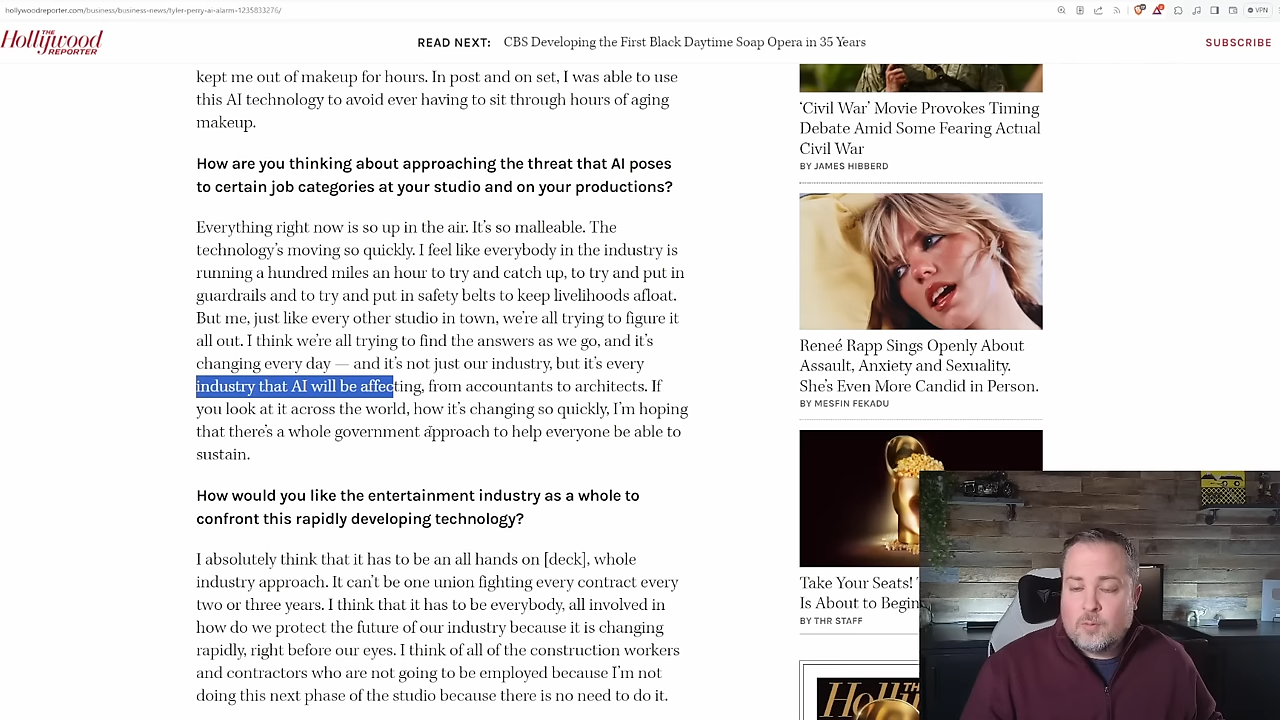 hollywoodreporter.com/business/business-news/tyler-perry-ai-alarm-1235833276/
VPN
THE
Hollywood
REPORTER
READ NEXT: CBS Developing the First Black Daytime Soap Opera in 35 Years
SUBSCRIBE
kept me out of makeup for hours. In post and on set, I was able to use
this AI technology to avoid ever having to sit through hours of aging
makeup.
How are you thinking about approaching the threat that AI poses
to certain job categories at your studio and on your productions?
Everything right now is so up in the air. It’s so malleable. The
technology’s moving so quickly. I feel like everybody in the industry is
running a hundred miles an hour to try and catch up, to try and put in
guardrails and to try and put in safety belts to keep livelihoods afloat.
But me, just like every other studio in town, we’re all trying to figure it
all out. I think we’re all trying to find the answers as we go, and it’s
changing every day — and it’s not just our industry, but it’s every
industry that AI will be affecting, from accountants to architects. If
you look at it across the world, how it’s changing so quickly, I’m hoping
that there’s a whole government approach to help everyone be able to
sustain.
How would you like the entertainment industry as a whole to
confront this rapidly developing technology?
I absolutely think that it has to be an all hands on [deck], whole
industry approach. It can’t be one union fighting every contract every
two or three years. I think that it has to be everybody, all involved in
how do we protect the future of our industry because it is changing
rapidly, right before our eyes. I think of all of the construction workers
and contractors who are not going to be employed because I’m not
doing this next phase of the studio because there is no need to do it.
‘Civil War’ Movie Provokes Timing
Debate Amid Some Fearing Actual
Civil War
BY JAMES HIBBERD
Reneé Rapp Sings Openly About
Assault, Anxiety and Sexuality.
She’s Even More Candid in Person.
BY MESFIN FEKADU
Take Your Seats!
Is About to Begin
BY THR STAFF
TH
Holly